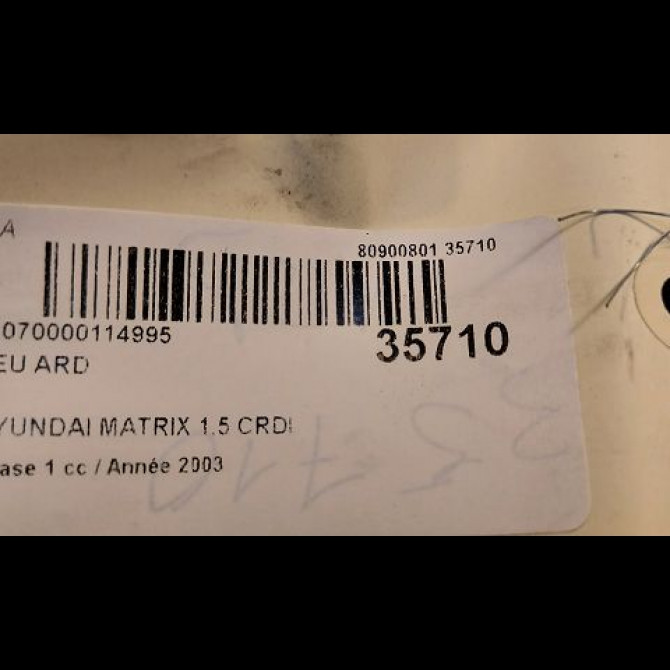 A
80900801 35710
070000114995
35710
EU ARD
YUNDAI MATRIX 1.5 CRDI
ase 1 cc / Année 2003